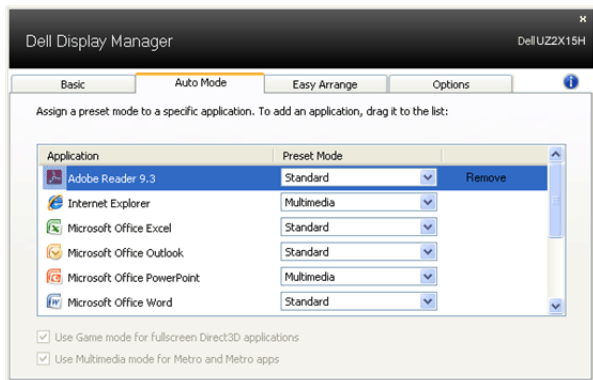 Dell Display Manager
Dell UZ2X15H
Basic Auto Mode Easy Arrange Options
Assign a preset mode to a specific application. To add an application, drag it to the list:
Application Preset Mode
Adobe Reader 9.3 Standard Remove
Internet Explorer Multimedia
Microsoft Office Excel Standard
Microsoft Office Outlook Standard
Microsoft Office PowerPoint Multimedia
Microsoft Office Word Standard
Use Game mode for fullscreen Direct3D applications
Use Multimedia mode for Metro and Metro apps